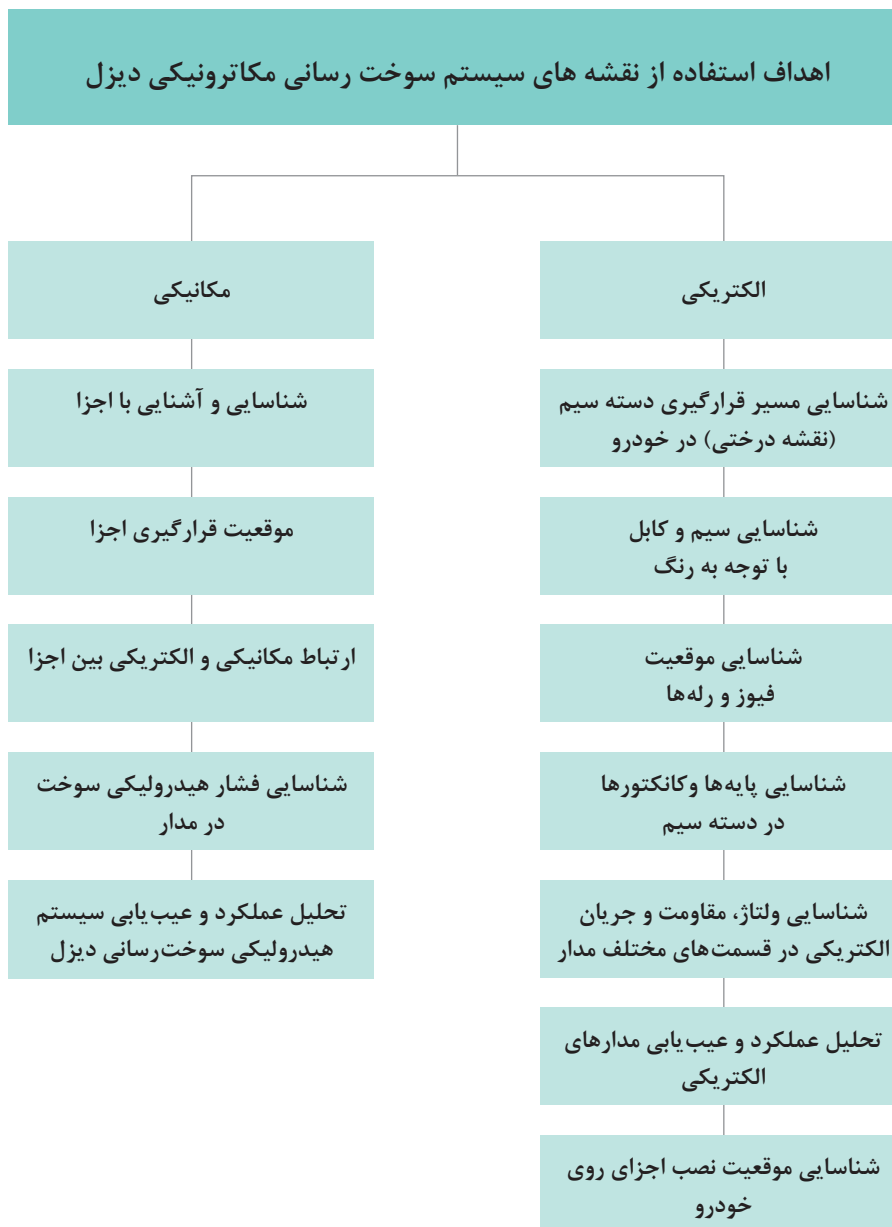 اهداف استفاده از نقشه های سیستم سوخت رسانی مکاترونیکی دیزل
الکتریکی
شناسایی مسیر قرارگیری دسته سیم
(نقشه درختی) در خودرو
شناسایی سیم و کابل
با توجه به رنگ
شناسایی موقعیت
فیوز و رله‌ها
شناسایی پایه‌ها وکانکتورها
در دسته سیم
شناسایی ولتاژ، مقاومت و جریان
الکتریکی در قسمت‌های مختلف مدار
تحلیل عملکرد و عیب‌یابی مدارهای
الکتریکی
شناسایی موقعیت نصب اجزای روی
خودرو
مکانیکی
شناسایی و آشنایی با اجزا
موقعیت قرارگیری اجزا
ارتباط مکانیکی و الکتریکی بین اجزا
شناسایی فشار هیدرولیکی سوخت
در مدار
تحلیل عملکرد و عیب‌یابی سیستم
هیدرولیکی سوخت‌رسانی دیزل